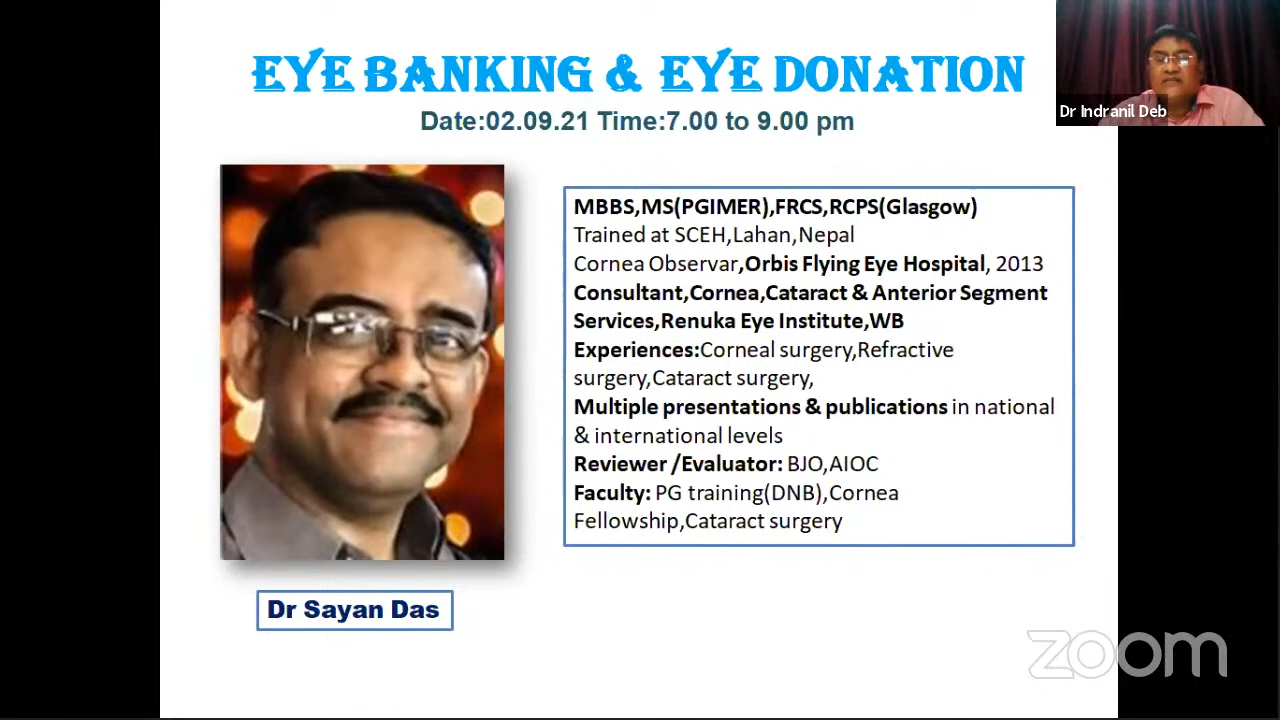 EYE BANKING & EYE DONATION
Date:02.09.21 Time:7.00 to 9.00 pm
Dr Indranil Deb
MBBS,MS(PGIMER),FRCS,RCPS(Glasgow)
Trained at SCEH,Lahan,Nepal
Cornea Observar,Orbis Flying Eye Hospital, 2013
Consultant,Cornea,Cataract & Anterior Segment
Services,Renuka Eye Institute,WB
Experiences:Corneal surgery,Refractive
surgery,Cataract surgery,
Multiple presentations & publications in national
& international levels
Reviewer /Evaluator: BJO,AIOC
Faculty: PG training(DNB),Cornea
Fellowship,Cataract surgery
Dr Sayan Das
zoom